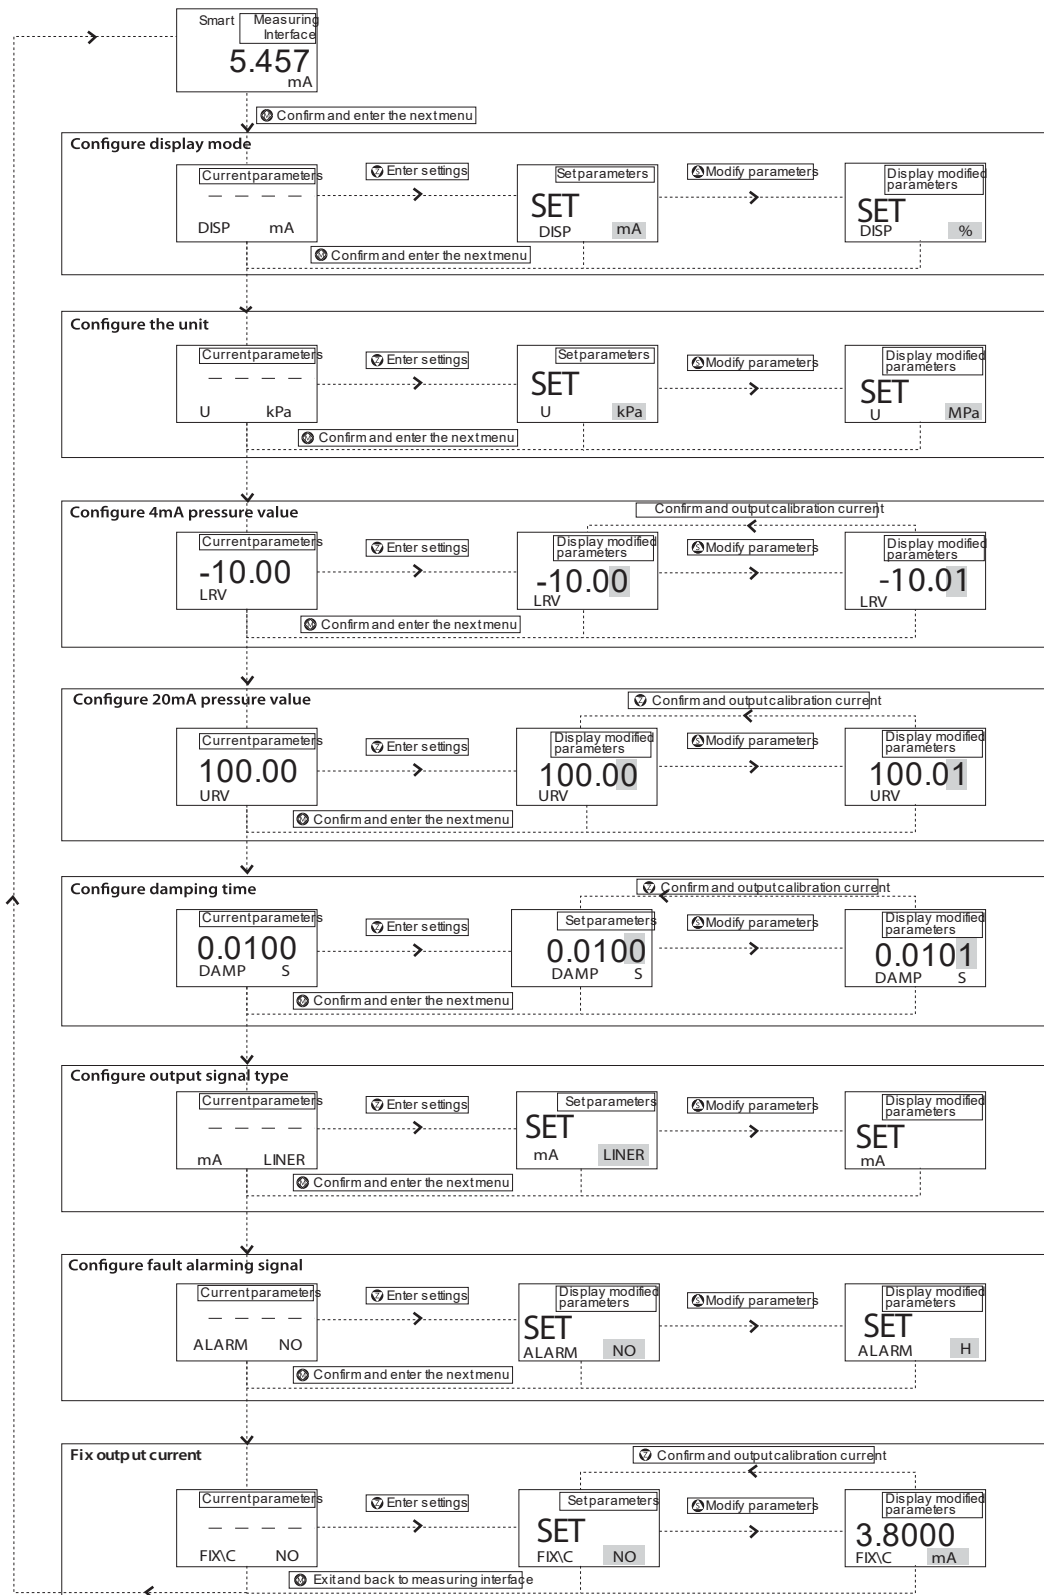 Smart
Measuring
Interface
5.457
mA
Ⓜ Confirm and enter the next menu
Configure display mode
Current parameters
— — — —
DISP mA
Ⓩ Enter settings
Set parameters
SET
DISP mA
Ⓢ Modify parameters
Display modified
parameters
SET
DISP %
Ⓜ Confirm and enter the next menu
Configure the unit
Current parameters
— — — —
U kPa
Ⓩ Enter settings
Set parameters
SET
U kPa
Ⓢ Modify parameters
Display modified
parameters
SET
U MPa
Ⓜ Confirm and enter the next menu
Configure 4mA pressure value
Confirm and output calibration current
Current parameters
-10.00
LRV
Ⓩ Enter settings
Display modified
parameters
-10.00
LRV
Ⓢ Modify parameters
Display modified
parameters
-10.01
LRV
Ⓜ Confirm and enter the next menu
Configure 20mA pressure value
Ⓩ Confirm and output calibration current
Current parameters
100.00
URV
Ⓩ Enter settings
Display modified
parameters
100.00
URV
Ⓢ Modify parameters
Display modified
parameters
100.01
URV
Ⓜ Confirm and enter the next menu
Configure damping time
Ⓩ Confirm and output calibration current
Current parameters
0.0100
DAMP S
Ⓩ Enter settings
Set parameters
0.0100
DAMP S
Ⓢ Modify parameters
Display modified
parameters
0.0101
DAMP S
Ⓜ Confirm and enter the next menu
Configure output signal type
Current parameters
— — — —
mA LINER
Ⓩ Enter settings
Set parameters
SET
mA LINER
Ⓢ Modify parameters
Display modified
parameters
SET
mA
Ⓜ Confirm and enter the next menu
Configure fault alarming signal
Current parameters
— — — —
ALARM NO
Ⓩ Enter settings
Display modified
parameters
SET
ALARM NO
Ⓢ Modify parameters
Display modified
parameters
SET
ALARM H
Ⓜ Confirm and enter the next menu
Fix output current
Ⓩ Confirm and output calibration current
Current parameters
— — — —
FIX\C NO
Ⓩ Enter settings
Set parameters
SET
FIX\C NO
Ⓢ Modify parameters
Display modified
parameters
3.8000
FIX\C mA
Ⓜ Exit and back to measuring interface